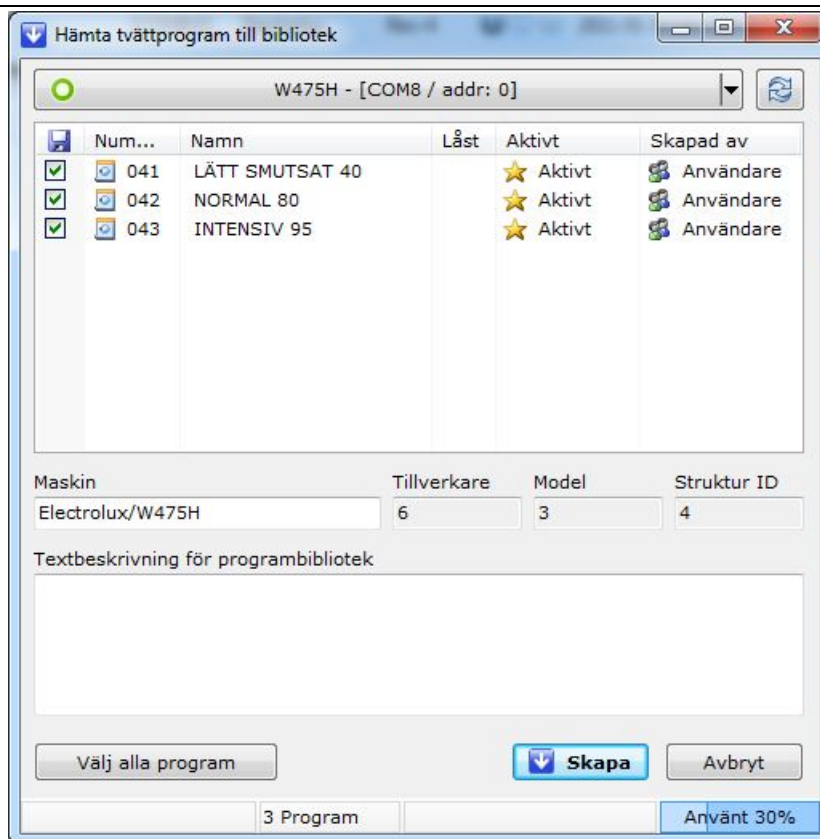 Hämta tvättprogram till bibliotek
W475H - [COM8 / addr: 0]
Num... Namn Låst Aktivt Skapad av
041 LÄTT SMUTSAT 40 Aktivt Användare
042 NORMAL 80 Aktivt Användare
043 INTENSIV 95 Aktivt Användare
Maskin Tillverkare Model Struktur ID
Electrolux/W475H 6 3 4
Textbeskrivning för programbibliotek
Välj alla program Skapa Avbryt
3 Program Använt 30%